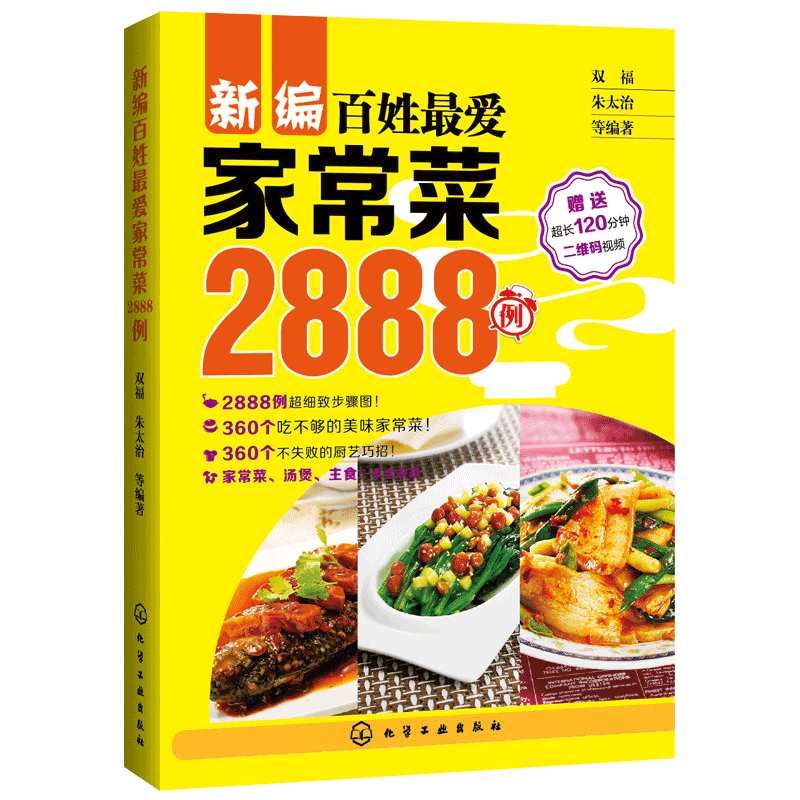 新编百姓最爱
家常菜
2888例
双福
朱太治
等编著
赠送
超长120分钟
二维码视频
2888例超细致步骤图！
360个吃不够的美味家常菜！
360个不失败的厨艺巧招！
家常菜、汤煲、主食
化学工业出版社
新编百姓最爱家常菜2888例
双福 朱太治 等编著
化学工业出版社